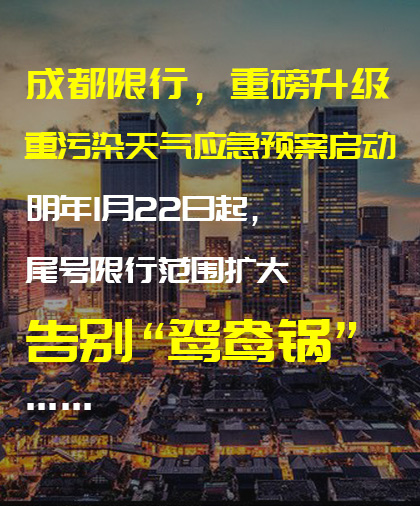 成都限行，重磅升级
重污染天气应急预案启动
明年1月22日起，
尾号限行范围扩大
告别“鸳鸯锅”
……